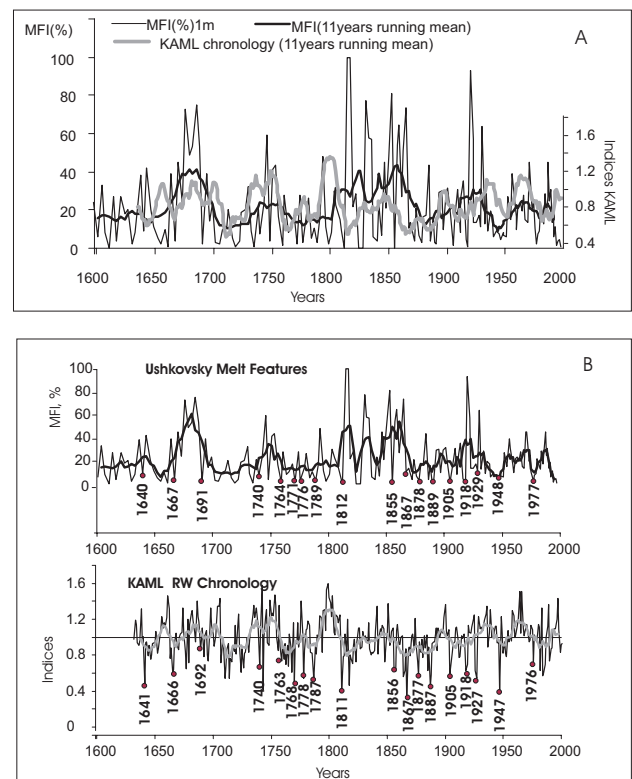 MFI(%)
MFI(%)1m
MFI(11years running mean)
KAML chronology (11years running mean)
A
100
80
60
40
20
0
1.6
1.2
0.8
0.4
Indices KAML
1600 1650 1700 1750 1800 1850 1900 1950 2000
Years
B
Ushkovsky Melt Features
MFI, %
100
80
60
40
20
0
1640 1667 1691 1740 1764 1771 1776 1789 1812 1855 1867 1878 1889 1905 1918 1929 1948 1977
1600 1650 1700 1750 1800 1850 1900 1950 2000
KAML RW Chronology
Indices
1.6
1.2
0.8
0.4
0
1641 1666 1692 1740 1763 1768 1778 1787 1811 1856 1867 1877 1887 1905 1918 1927 1947 1976
1600 1650 1700 1750 1800 1850 1900 1950 2000
Years